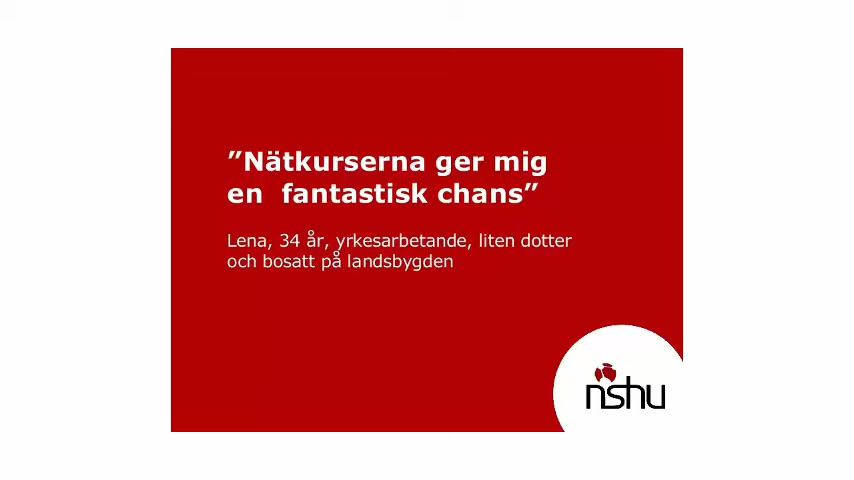 ”Nätkurserna ger mig
en fantastisk chans”
Lena, 34 år, yrkesarbetande, liten dotter
och bosatt på landsbygden
nshu